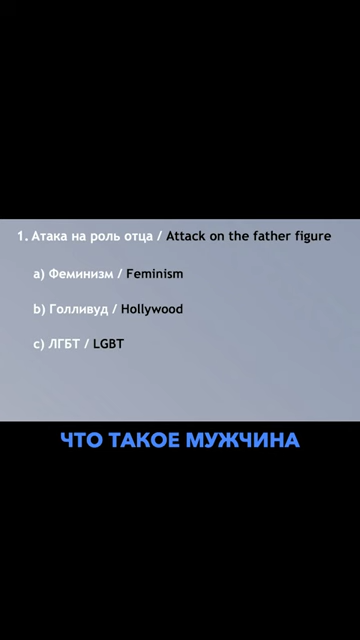 1. Атака на роль отца / Attack on the father figure
a) Феминизм / Feminism
b) Голливуд / Hollywood
c) ЛГБТ / LGBT
ЧТО ТАКОЕ МУЖЧИНА